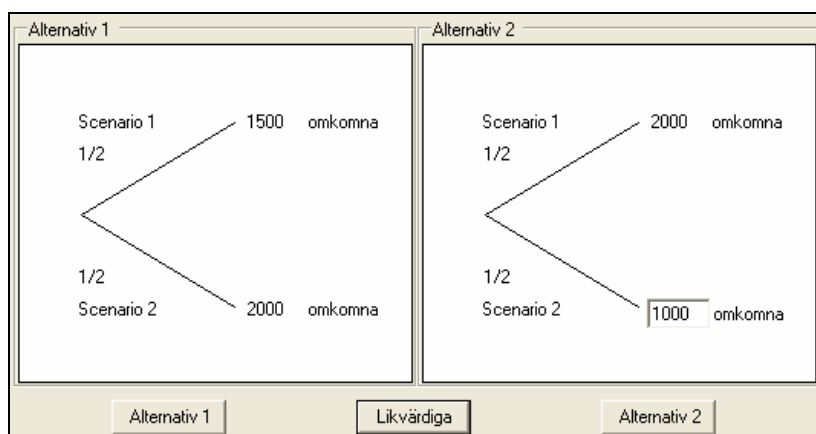 Alternativ 1
Scenario 1 1500 omkomna
1/2
1/2
Scenario 2 2000 omkomna
Alternativ 2
Scenario 1 2000 omkomna
1/2
1/2
Scenario 2 1000 omkomna
Alternativ 1 Likvärdiga Alternativ 2